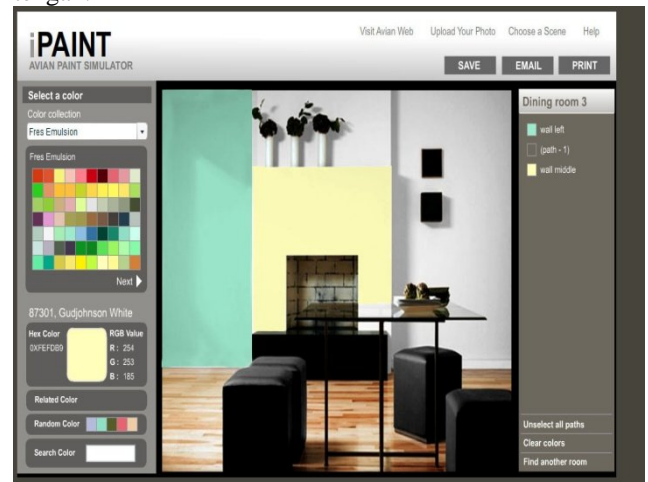 iPAINT
AVIAN PAINT SIMULATOR
Visit Avian Web Upload Your Photo Choose a Scene Help
SAVE EMAIL PRINT
Select a color
Color collection
Fres Emulsion
Fres Emulsion
Next
87301, Gudjohnson White
Hex Color
0XFEFDB9
RGB Value
R : 254
G : 253
B : 185
Related Color
Random Color
Search Color
Dining room 3
wall left
(path - 1)
wall middle
Unselect all paths
Clear colors
Find another room